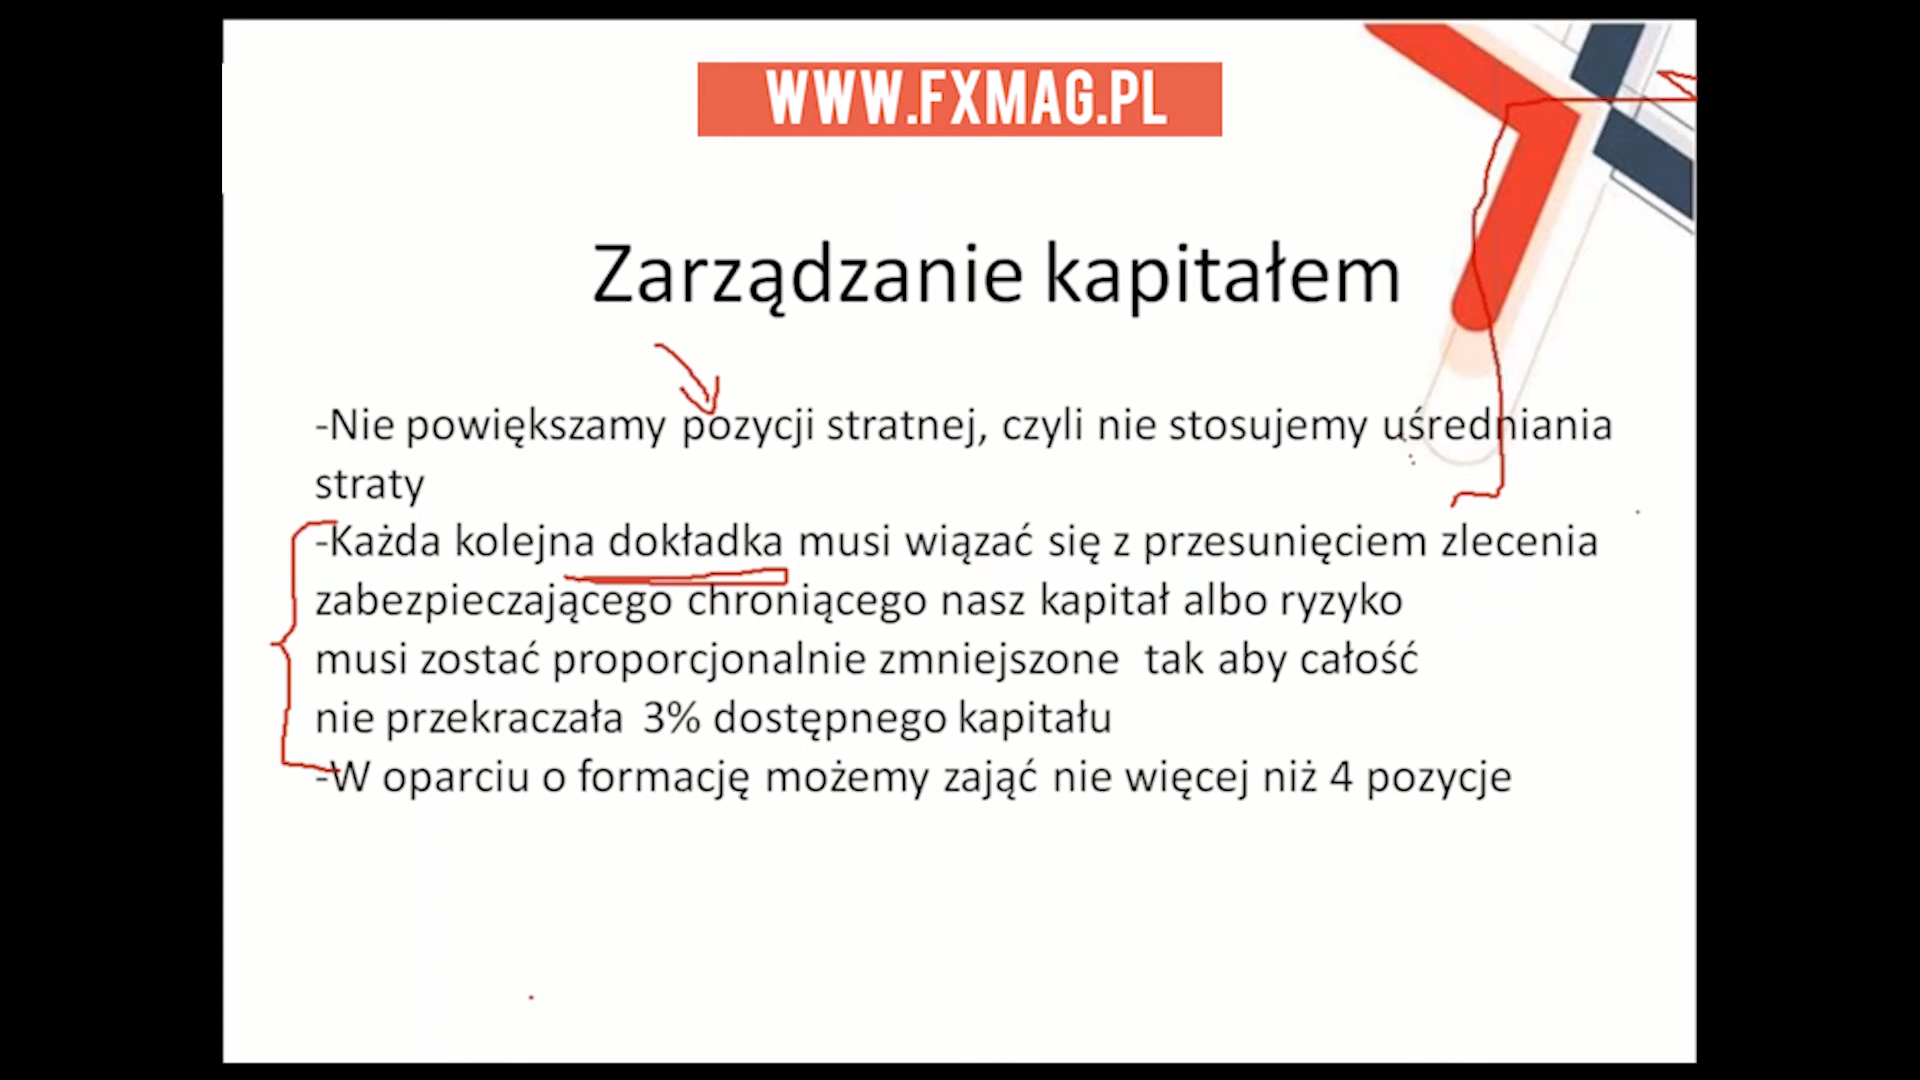 WWW.FXMAG.PL
Zarządzanie kapitałem
-Nie powiększamy pozycji stratnej, czyli nie stosujemy uśredniania
straty
-Każda kolejna dokładka musi wiązać się z przesunięciem zlecenia
zabezpieczającego chroniącego nasz kapitał albo ryzyko
musi zostać proporcjonalnie zmniejszone tak aby całość
nie przekraczała 3% dostępnego kapitału
-W oparciu o formację możemy zająć nie więcej niż 4 pozycje